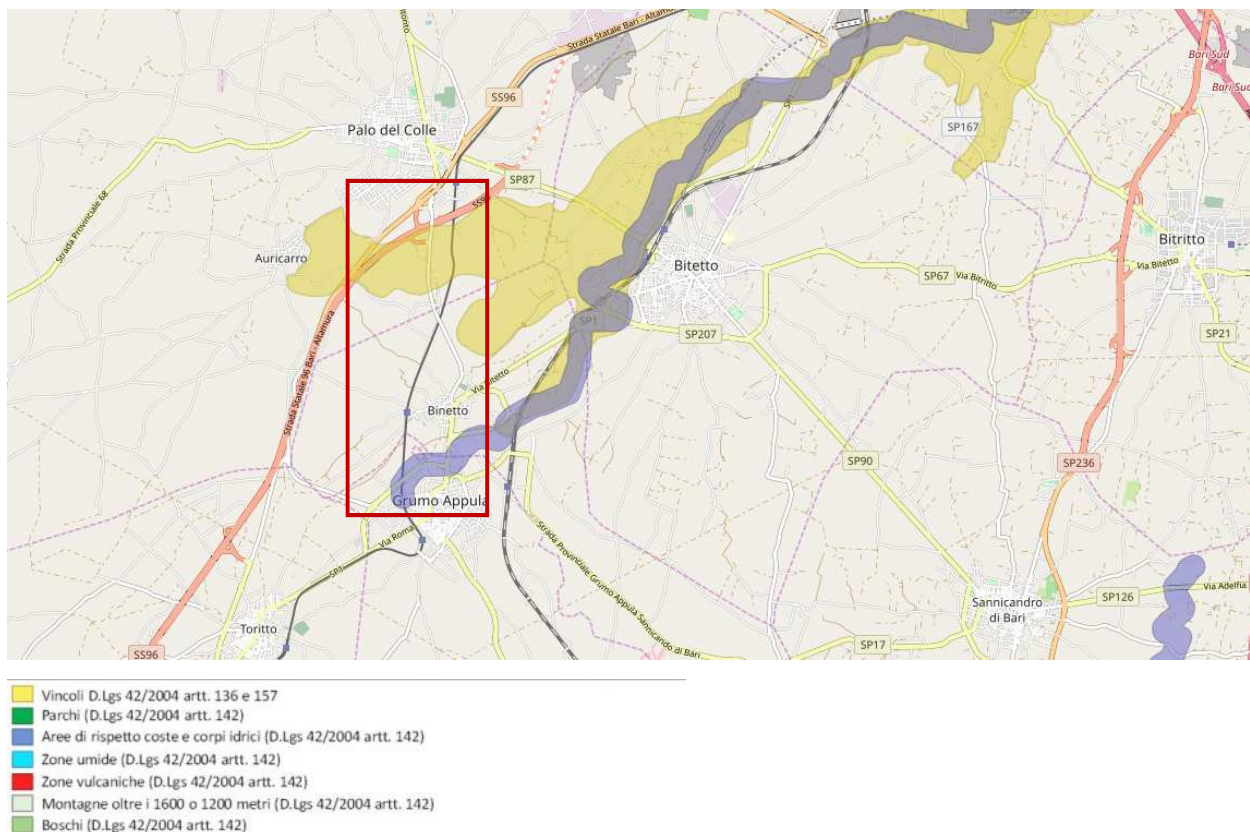 Strada Statale Bari - Altamura
Bari Sud
Bari Sud
SS96
Palo del Colle
SP167
Strada Provinciale 68
SP87
Auricarro
Bitritto
Bitetto
Via Bitetto
SP67
Via Bitritto
SP1
SP207
SP21
Strada Statale 96 Bari - Altamura
Via Bitetto
Binetto
SP90
SP236
Grumo Appula
Via Roma
SP1
Strada Provinciale Grumo Appula Sannicandro di Bari
Via Adelfia
SP126
Sannicandro
di Bari
Toritto
SP17
SS96
Vincoli D.Lgs 42/2004 artt. 136 e 157
Parchi (D.Lgs 42/2004 artt. 142)
Aree di rispetto coste e corpi idrici (D.Lgs 42/2004 artt. 142)
Zone umide (D.Lgs 42/2004 artt. 142)
Zone vulcaniche (D.Lgs 42/2004 artt. 142)
Montagne oltre i 1600 o 1200 metri (D.Lgs 42/2004 artt. 142)
Boschi (D.Lgs 42/2004 artt. 142)